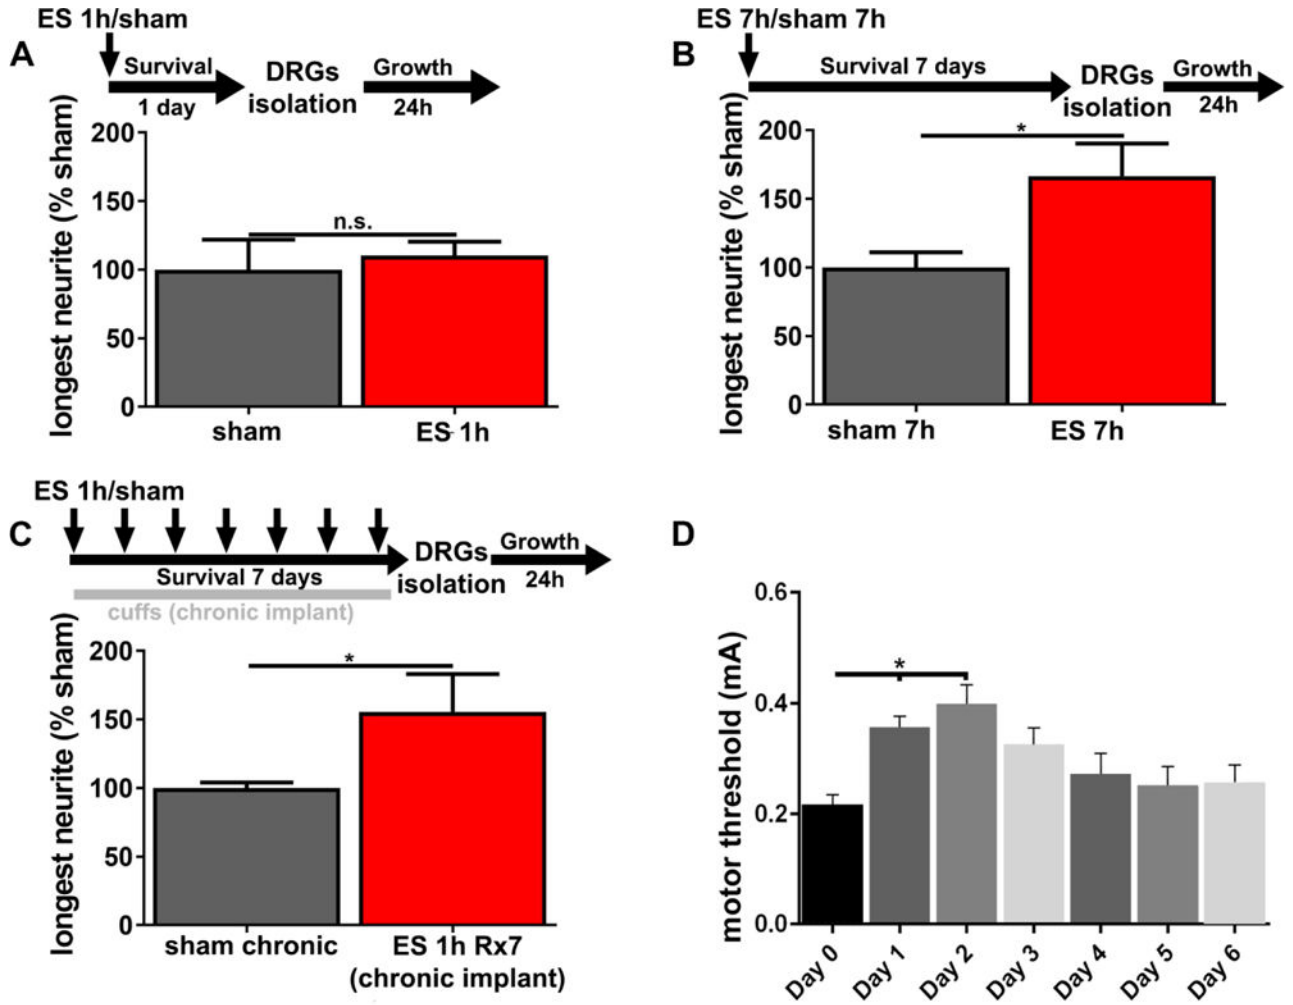 ES 1h/sham
A
Survival
1 day
DRGs
isolation
Growth
24h
longest neurite (% sham)
200
150
100
50
0
n.s.
sham
ES 1h
ES 7h/sham 7h
B
Survival 7 days
DRGs
isolation
Growth
24h
longest neurite (% sham)
200
150
100
50
0
*
sham 7h
ES 7h
ES 1h/sham
C
Survival 7 days
cuffs (chronic implant)
DRGs
isolation
Growth
24h
longest neurite (% sham)
200
150
100
50
0
*
sham chronic
ES 1h Rx7
(chronic implant)
D
motor threshold (mA)
0.6
0.4
0.2
0.0
*
Day 0
Day 1
Day 2
Day 3
Day 4
Day 5
Day 6